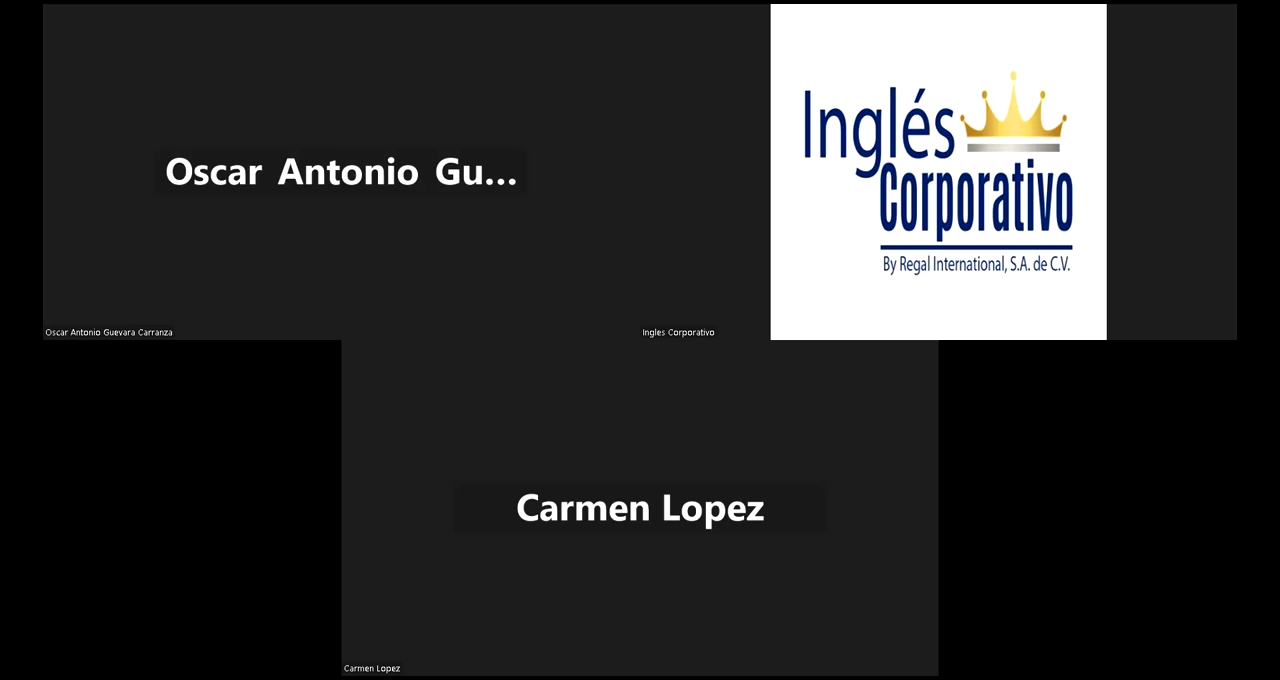 Oscar Antonio Gu...
Oscar Antonio Guevara Carranza
Inglés
Corporativo
By Regal International, S.A. de C.V.
Ingles Corporativo
Carmen Lopez
Carmen Lopez